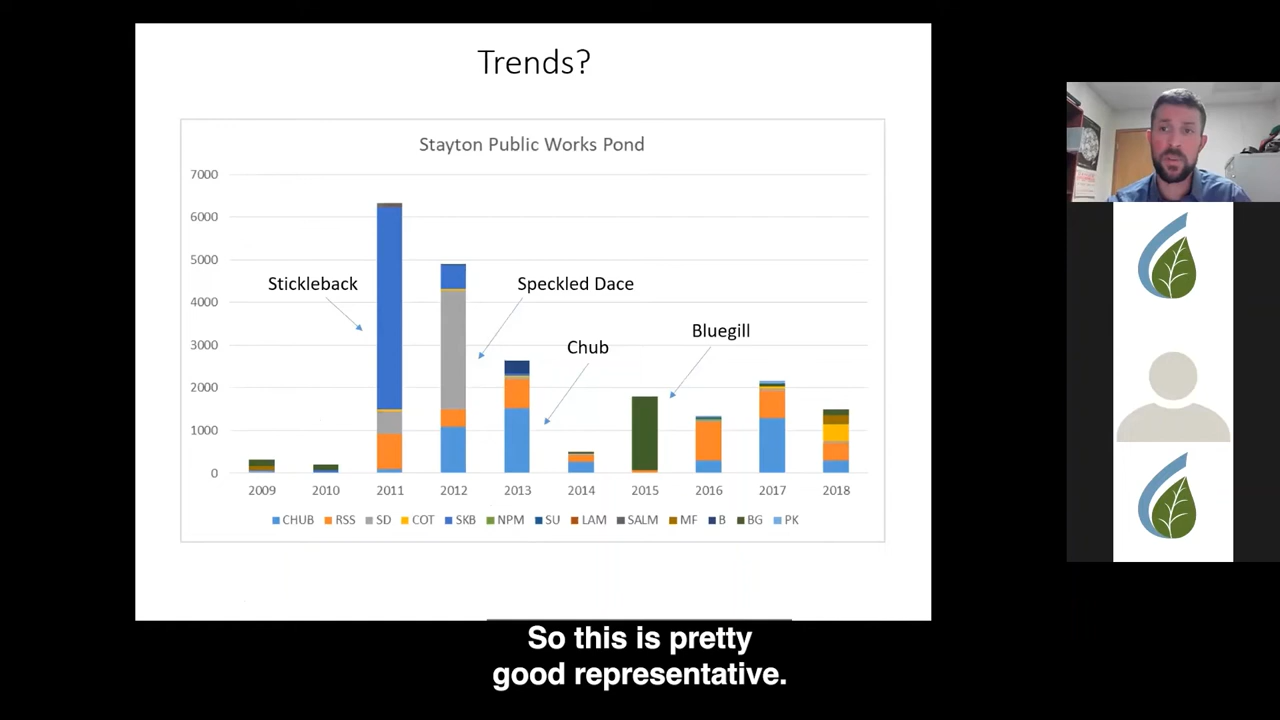 Trends?
Stayton Public Works Pond
7000
6000
5000
4000
3000
2000
1000
0
Stickleback
Speckled Dace
Chub
Bluegill
2009 2010 2011 2012 2013 2014 2015 2016 2017 2018
CHUB RSS SD COT SKB NPM SU LAM SALM MF B BG PK
So this is pretty
good representative.